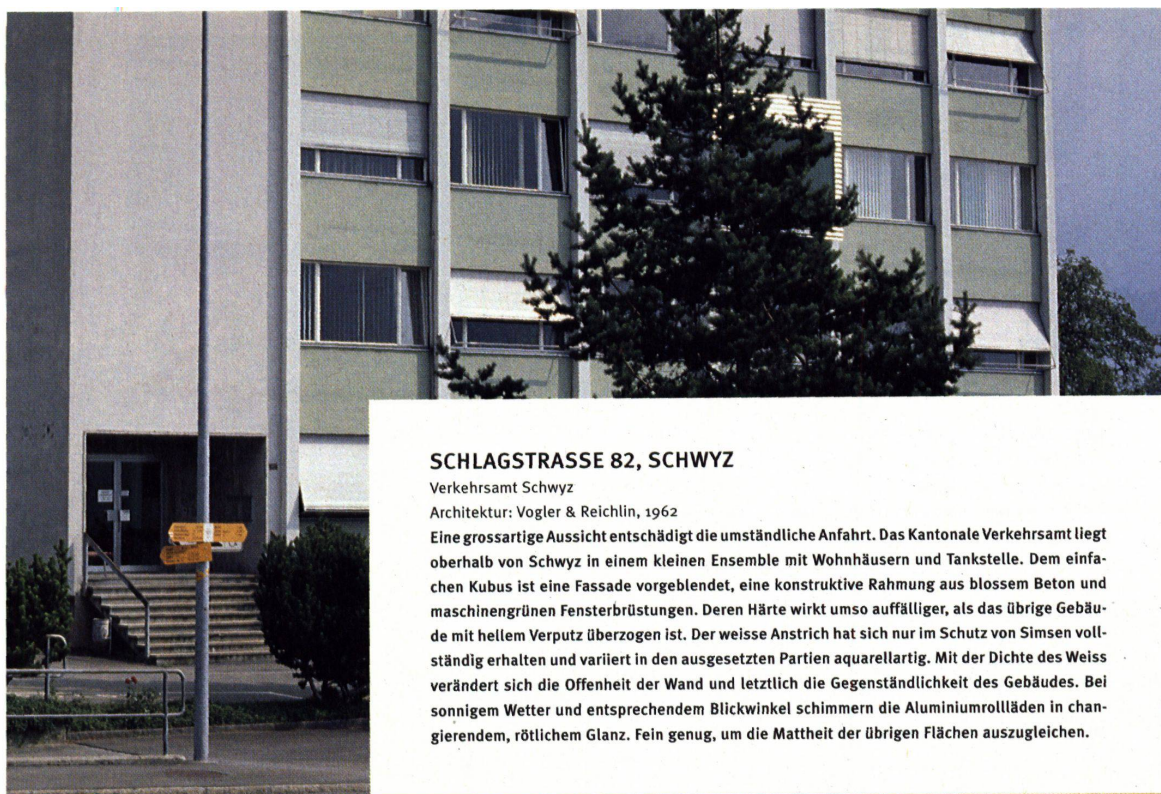 SCHLAGSTRASSE 82, SCHWYZ
Verkehrsamt Schwyz
Architektur: Vogler & Reichlin, 1962
Eine grossartige Aussicht entschädigt die umständliche Anfahrt. Das Kantonale Verkehrsamt liegt
oberhalb von Schwyz in einem kleinen Ensemble mit Wohnhäusern und Tankstelle. Dem einfa-
chen Kubus ist eine Fassade vorgeblendet, eine konstruktive Rahmung aus blossem Beton und
maschinengrünen Fensterbrüstungen. Deren Härte wirkt umso auffälliger, als das übrige Gebäu-
de mit hellem Verputz überzogen ist. Der weisse Anstrich hat sich nur im Schutz von Simsen voll-
ständig erhalten und variiert in den ausgesetzten Partien aquarellartig. Mit der Dichte des Weiss
verändert sich die Offenheit der Wand und letztlich die Gegenständlichkeit des Gebäudes. Bei
sonnigem Wetter und entsprechendem Blickwinkel schimmern die Aluminiumrollläden in chan-
gierendem, rötlichem Glanz. Fein genug, um die Mattheit der übrigen Flächen auszugleichen.